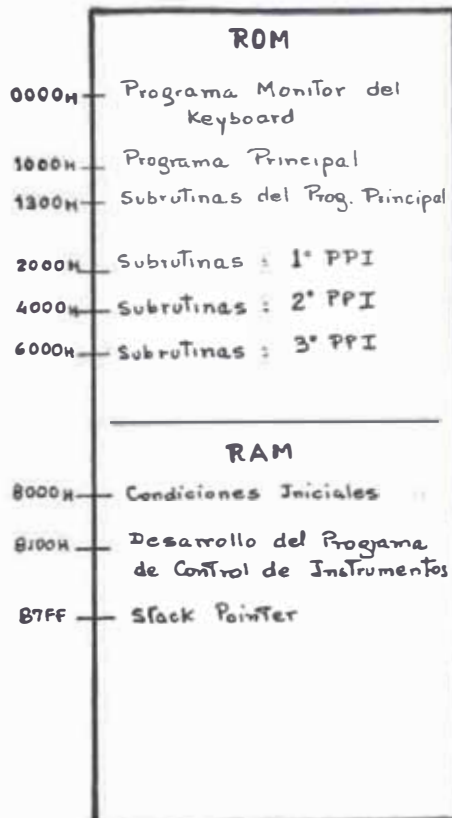 ROM
0000H Programa Monitor del
Keyboard
1000H Programa Principal
1300H Subrutinas del Prog. Principal
2000H Subrutinas : 1° PPI
4000H Subrutinas : 2° PPI
6000H Subrutinas : 3° PPI
RAM
8000H Condiciones Iniciales
8100H Desarrollo del Programa
de Control de Instrumentos
87FF Stack Pointer